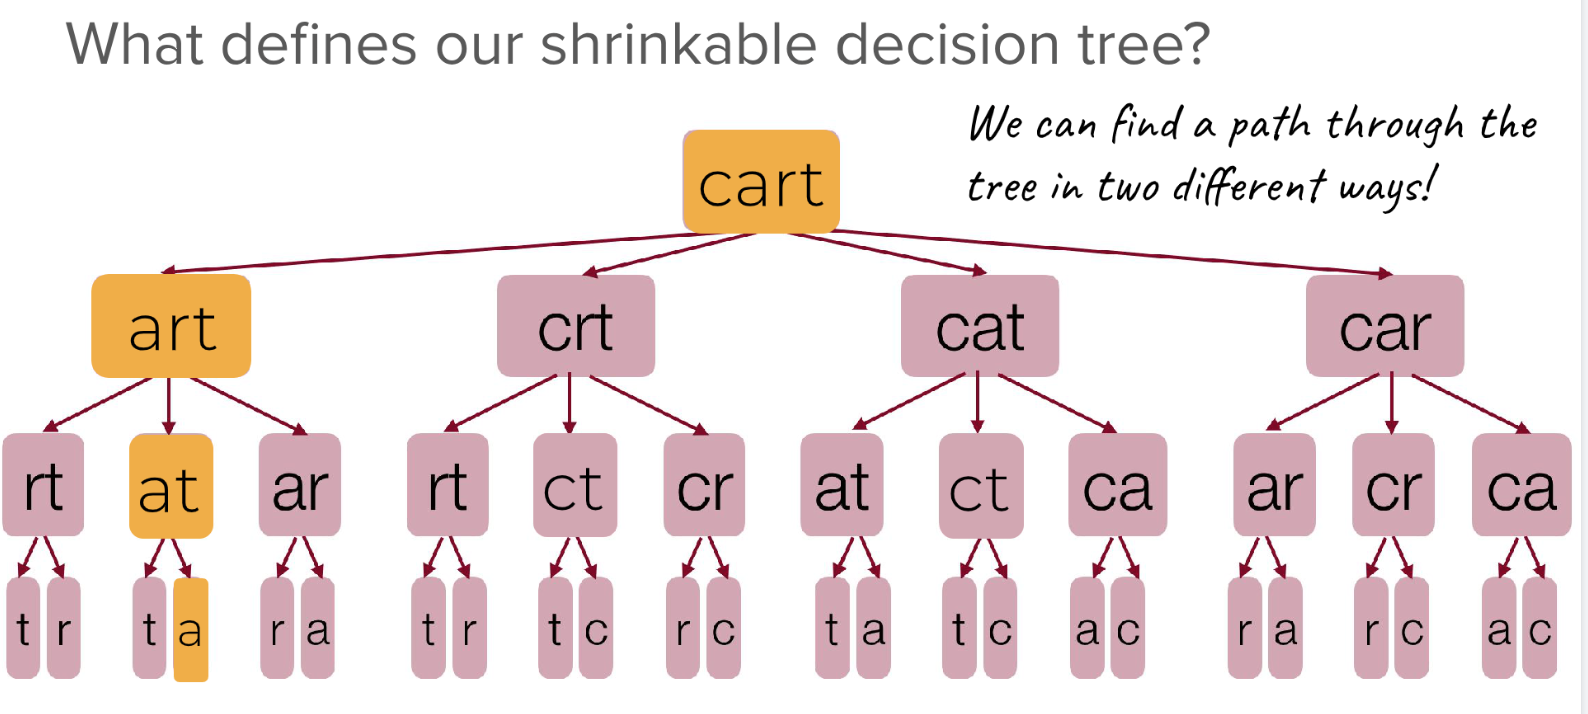 What defines our shrinkable decision tree?
We can find a path through the
tree in two different ways!
cart
art crt cat car
rt at ar rt ct cr at ct ca ar cr ca
t r t a r a t r t c r c t a t c a c r a r c a c